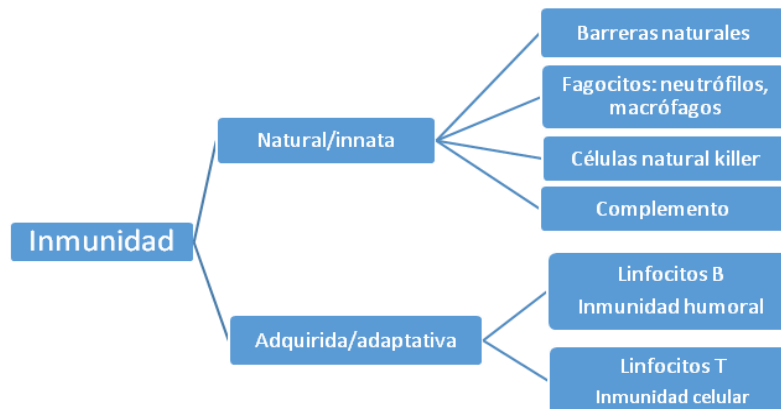 Inmunidad
Natural/innata
Barreras naturales
Fagocitos: neutrófilos,
macrófagos
Células natural killer
Complemento
Adquirida/adaptativa
Linfocitos B
Inmunidad humoral
Linfocitos T
Inmunidad celular